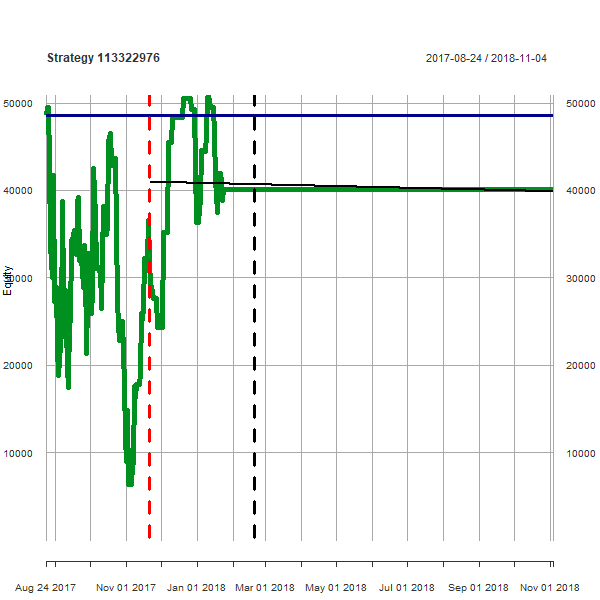 Strategy 113322976
2017-08-24 / 2018-11-04
50000
50000
40000
40000
30000
30000
Equity
20000
20000
10000
10000
Aug 24 2017
Nov 01 2017
Jan 01 2018
Mar 01 2018
May 01 2018
Jul 01 2018
Sep 01 2018
Nov 01 2018